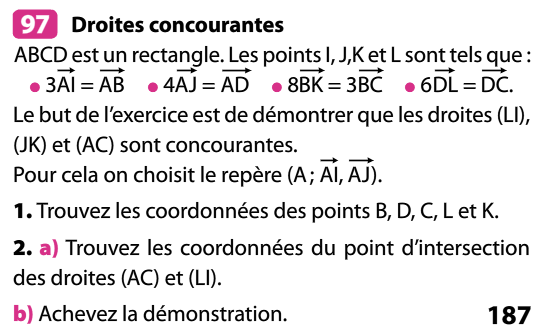 97 Droites concourantes
ABCD est un rectangle. Les points I, J,K et L sont tels que :
• 3\overrightarrow{AI} = \overrightarrow{AB} • 4\overrightarrow{AJ} = \overrightarrow{AD} • 8\overrightarrow{BK} = 3\overrightarrow{BC} • 6\overrightarrow{DL} = \overrightarrow{DC}.
Le but de l'exercice est de démontrer que les droites (LI),
(JK) et (AC) sont concourantes.
Pour cela on choisit le repère (A ; \overrightarrow{AI}, \overrightarrow{AJ}).
1. Trouvez les coordonnées des points B, D, C, L et K.
2. a) Trouvez les coordonnées du point d'intersection
des droites (AC) et (LI).
b) Achevez la démonstration.
187